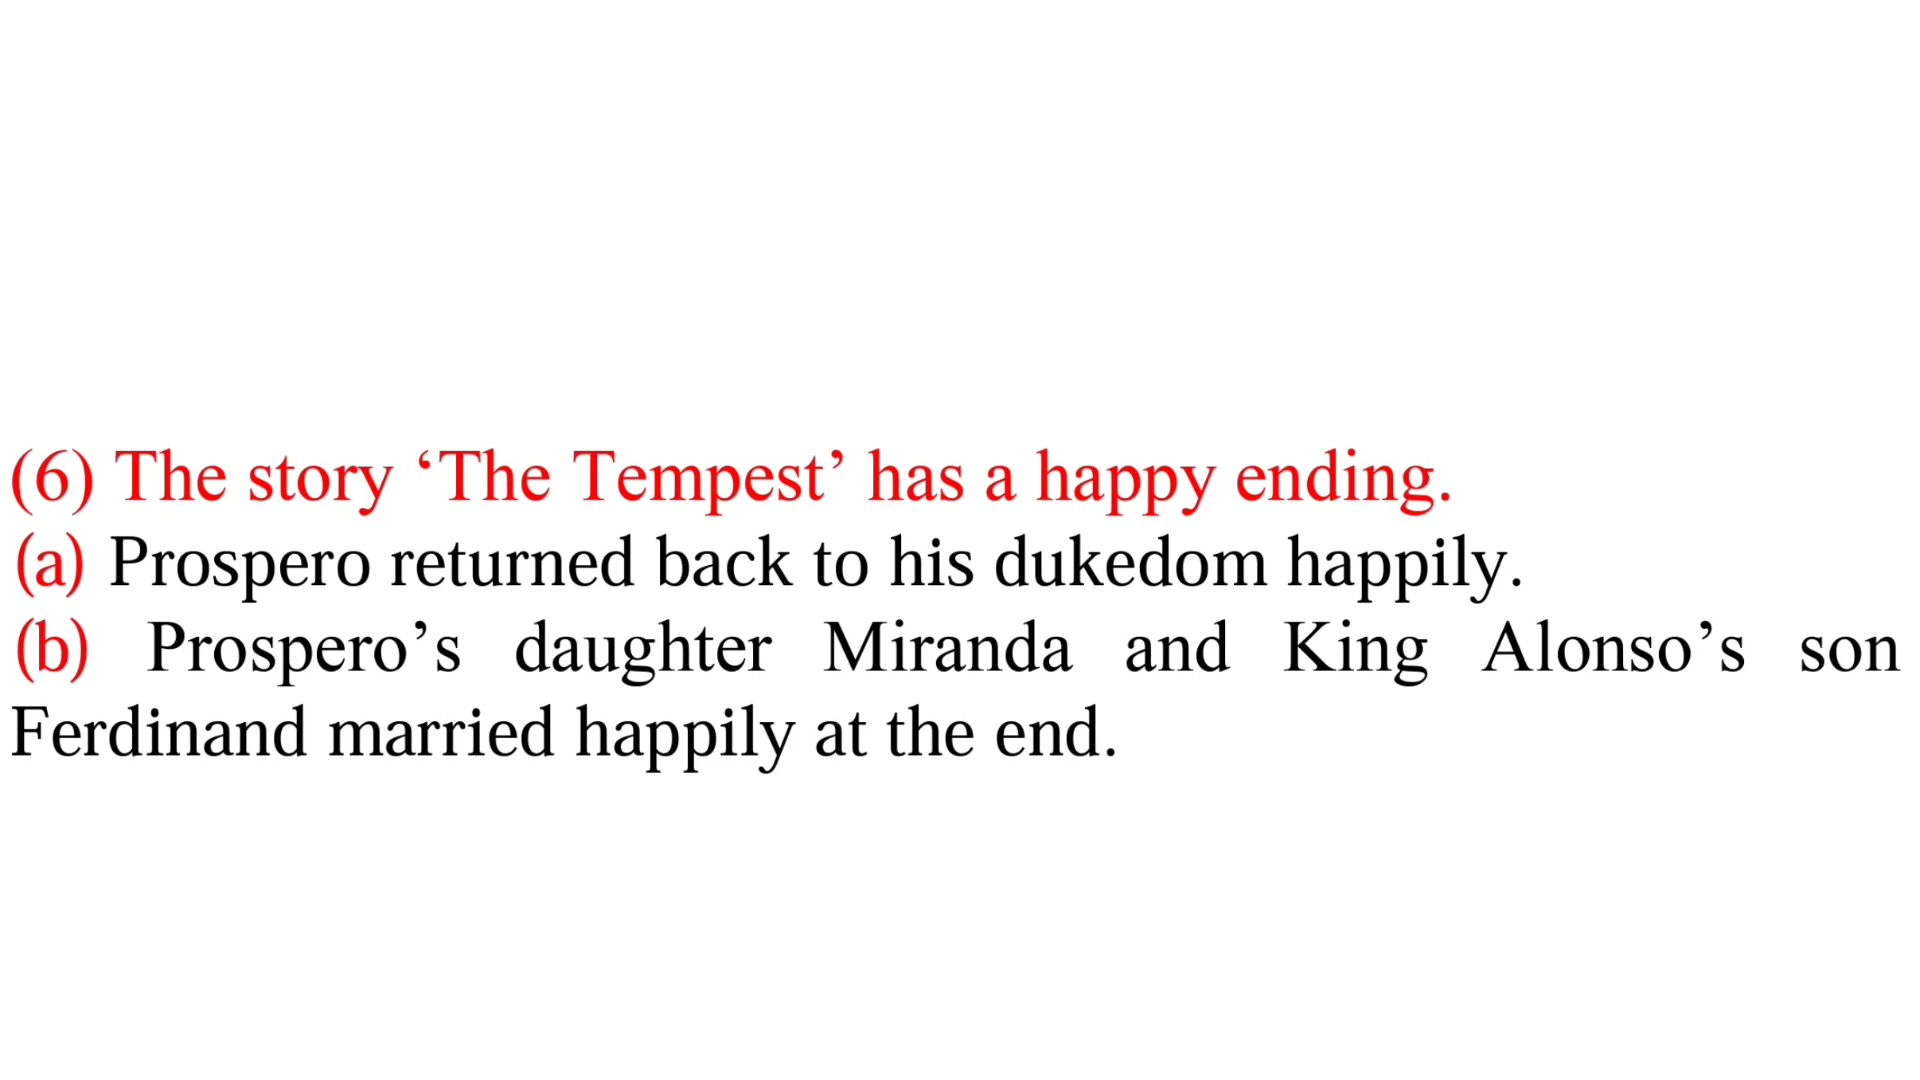 (6) The story ‘The Tempest’ has a happy ending.
(a) Prospero returned back to his dukedom happily.
(b) Prospero’s daughter Miranda and King Alonso’s son
Ferdinand married happily at the end.